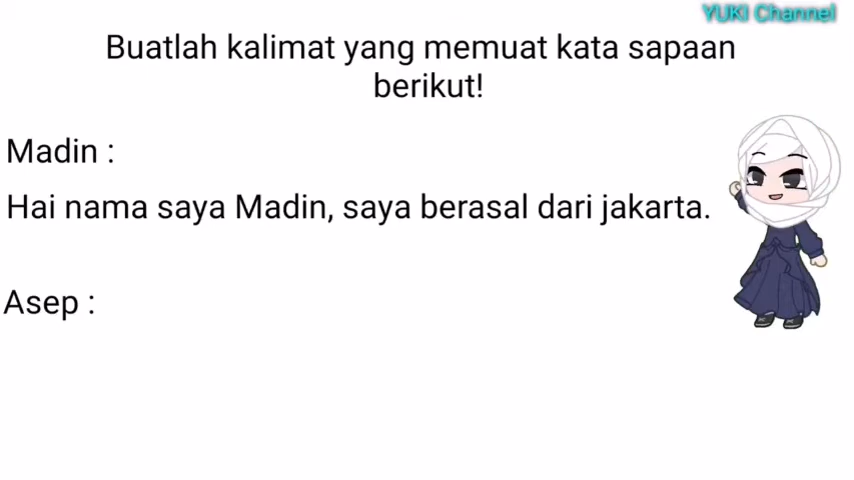 YUKI Channel
Buatlah kalimat yang memuat kata sapaan
berikut!
Madin :
Hai nama saya Madin, saya berasal dari jakarta.
Asep :